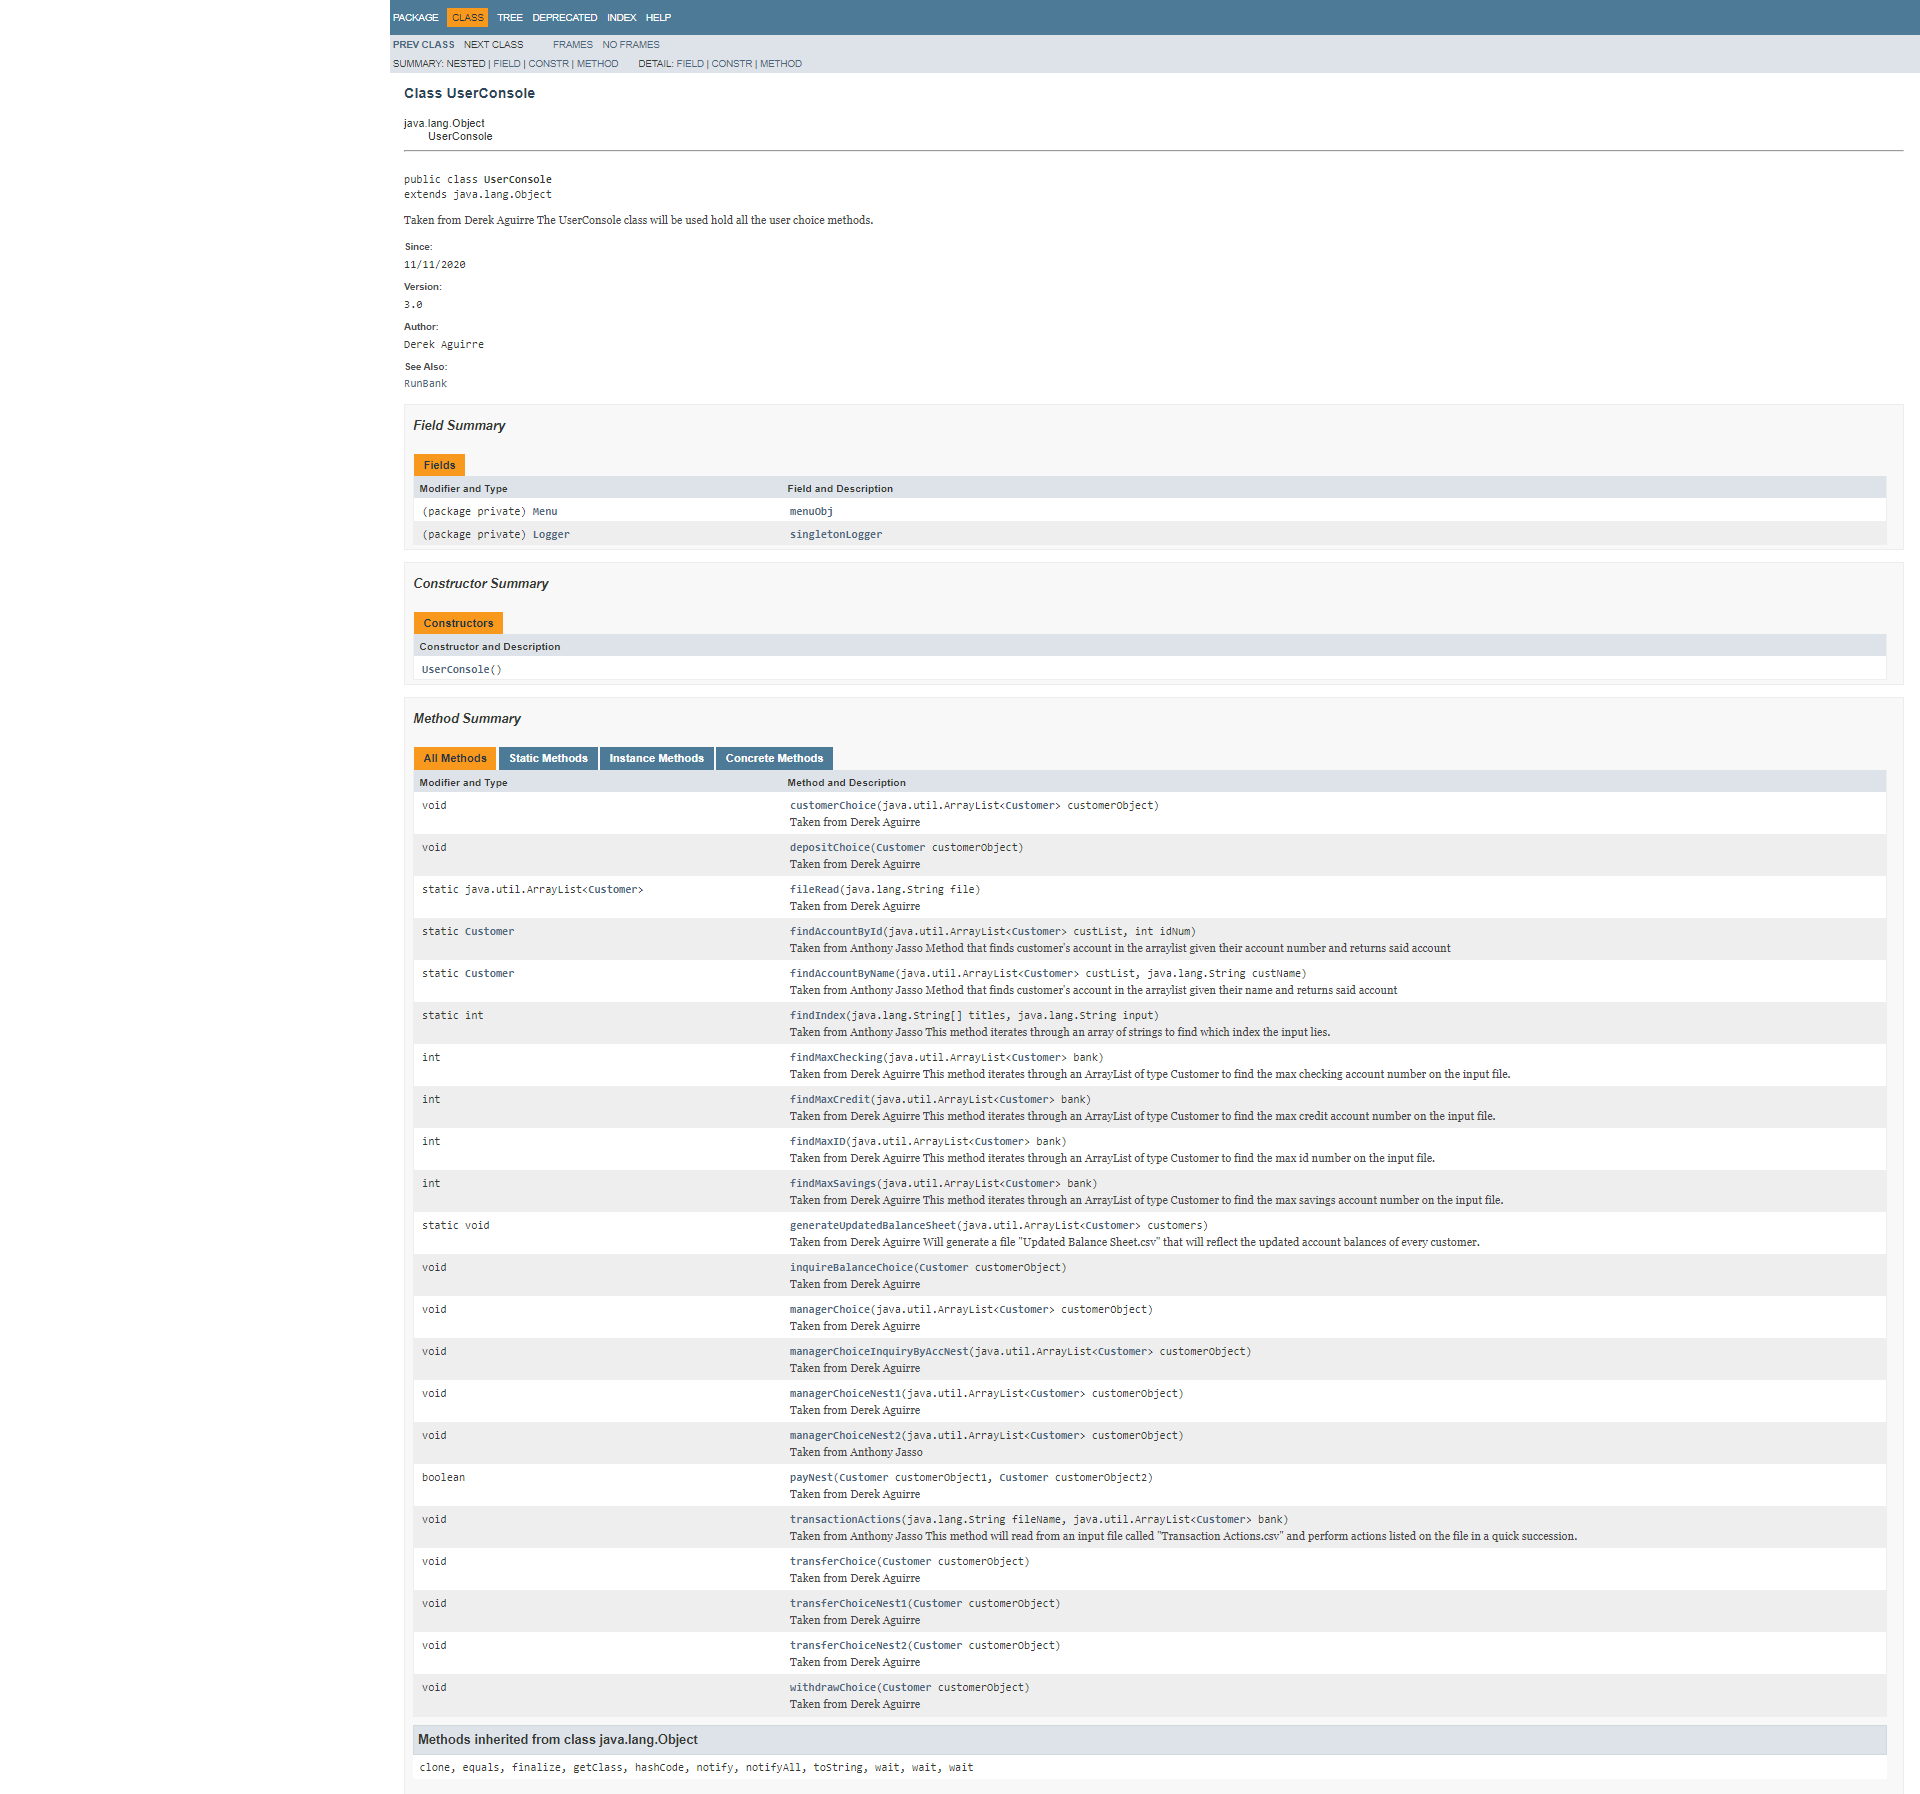 PACKAGE CLASS TREE DEPRECATED INDEX HELP
PREV CLASS NEXT CLASS FRAMES NO FRAMES
SUMMARY: NESTED | FIELD | CONSTR | METHOD DETAIL: FIELD | CONSTR | METHOD
Class UserConsole
java.lang.Object
UserConsole
public class UserConsole
extends java.lang.Object
Taken from Derek Aguirre The UserConsole class will be used hold all the user choice methods.
Since:
11/11/2020
Version:
3.0
Author:
Derek Aguirre
See Also:
RunBank
Field Summary
Fields
Modifier and Type Field and Description
(package private) Menu menuObj
(package private) Logger singletonLogger
Constructor Summary
Constructors
Constructor and Description
UserConsole()
Method Summary
All Methods Static Methods Instance Methods Concrete Methods
Modifier and Type Method and Description
void customerChoice(java.util.ArrayList<Customer> customerObject)
Taken from Derek Aguirre
void depositChoice(Customer customerObject)
Taken from Derek Aguirre
static java.util.ArrayList<Customer> fileRead(java.lang.String file)
Taken from Derek Aguirre
static Customer findAccountById(java.util.ArrayList<Customer> custList, int idNum)
Taken from Anthony Jasso Method that finds customer's account in the arraylist given their account number and returns said account
static Customer findAccountByName(java.util.ArrayList<Customer> custList, java.lang.String custName)
Taken from Anthony Jasso Method that finds customer's account in the arraylist given their name and returns said account
static int findIndex(java.lang.String[] titles, java.lang.String input)
Taken from Anthony Jasso This method iterates through an array of strings to find which index the input lies.
int findMaxChecking(java.util.ArrayList<Customer> bank)
Taken from Derek Aguirre This method iterates through an ArrayList of type Customer to find the max checking account number on the input file.
int findMaxCredit(java.util.ArrayList<Customer> bank)
Taken from Derek Aguirre This method iterates through an ArrayList of type Customer to find the max credit account number on the input file.
int findMaxID(java.util.ArrayList<Customer> bank)
Taken from Derek Aguirre This method iterates through an ArrayList of type Customer to find the max id number on the input file.
int findMaxSavings(java.util.ArrayList<Customer> bank)
Taken from Derek Aguirre This method iterates through an ArrayList of type Customer to find the max savings account number on the input file.
static void generateUpdatedBalanceSheet(java.util.ArrayList<Customer> customers)
Taken from Derek Aguirre Will generate a file "Updated Balance Sheet.csv" that will reflect the updated account balances of every customer.
void inquireBalanceChoice(Customer customerObject)
Taken from Derek Aguirre
void managerChoice(java.util.ArrayList<Customer> customerObject)
Taken from Derek Aguirre
void managerChoiceInquiryByAccNest(java.util.ArrayList<Customer> customerObject)
Taken from Derek Aguirre
void managerChoiceNest1(java.util.ArrayList<Customer> customerObject)
Taken from Derek Aguirre
void managerChoiceNest2(java.util.ArrayList<Customer> customerObject)
Taken from Anthony Jasso
boolean payNest(Customer customerObject1, Customer customerObject2)
Taken from Derek Aguirre
void transactionActions(java.lang.String fileName, java.util.ArrayList<Customer> bank)
Taken from Anthony Jasso This method will read from an input file called "Transaction Actions.csv" and perform actions listed on the file in a quick succession.
void transferChoice(Customer customerObject)
Taken from Derek Aguirre
void transferChoiceNest1(Customer customerObject)
Taken from Derek Aguirre
void transferChoiceNest2(Customer customerObject)
Taken from Derek Aguirre
void withdrawChoice(Customer customerObject)
Taken from Derek Aguirre
Methods inherited from class java.lang.Object
clone, equals, finalize, getClass, hashCode, notify, notifyAll, toString, wait, wait, wait